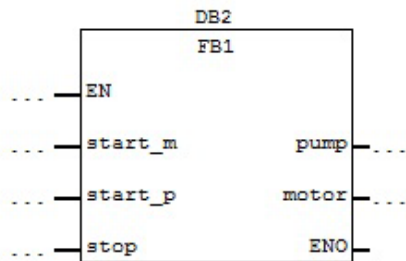 DB2
FB1
... EN
... start_m pump ...
... start_p motor ...
... stop ENO